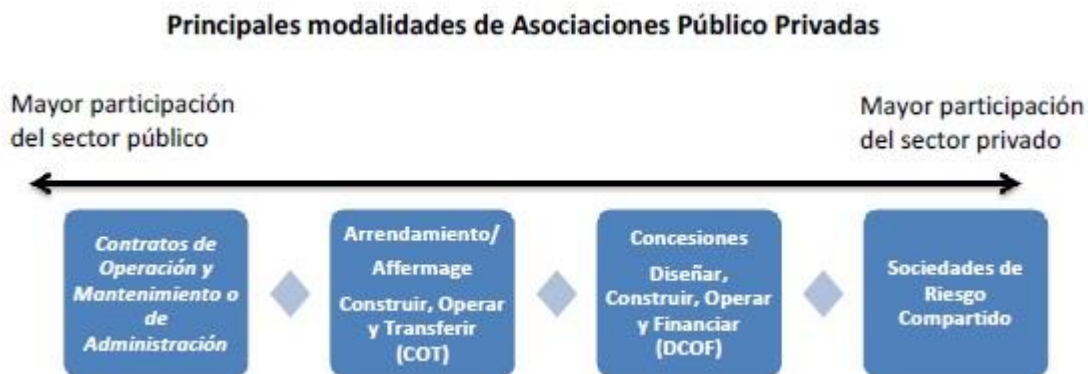 Principales modalidades de Asociaciones Público Privadas
Mayor participación
del sector público
Mayor participación
del sector privado
Contratos de
Operación y
Mantenimiento o
de
Administración
Arrendamiento/
Affermage
Construir, Operar
y Transferir
(COT)
Concesiones
Diseñar,
Construir, Operar
y Financiar
(DCOF)
Sociedades de
Riesgo
Compartido